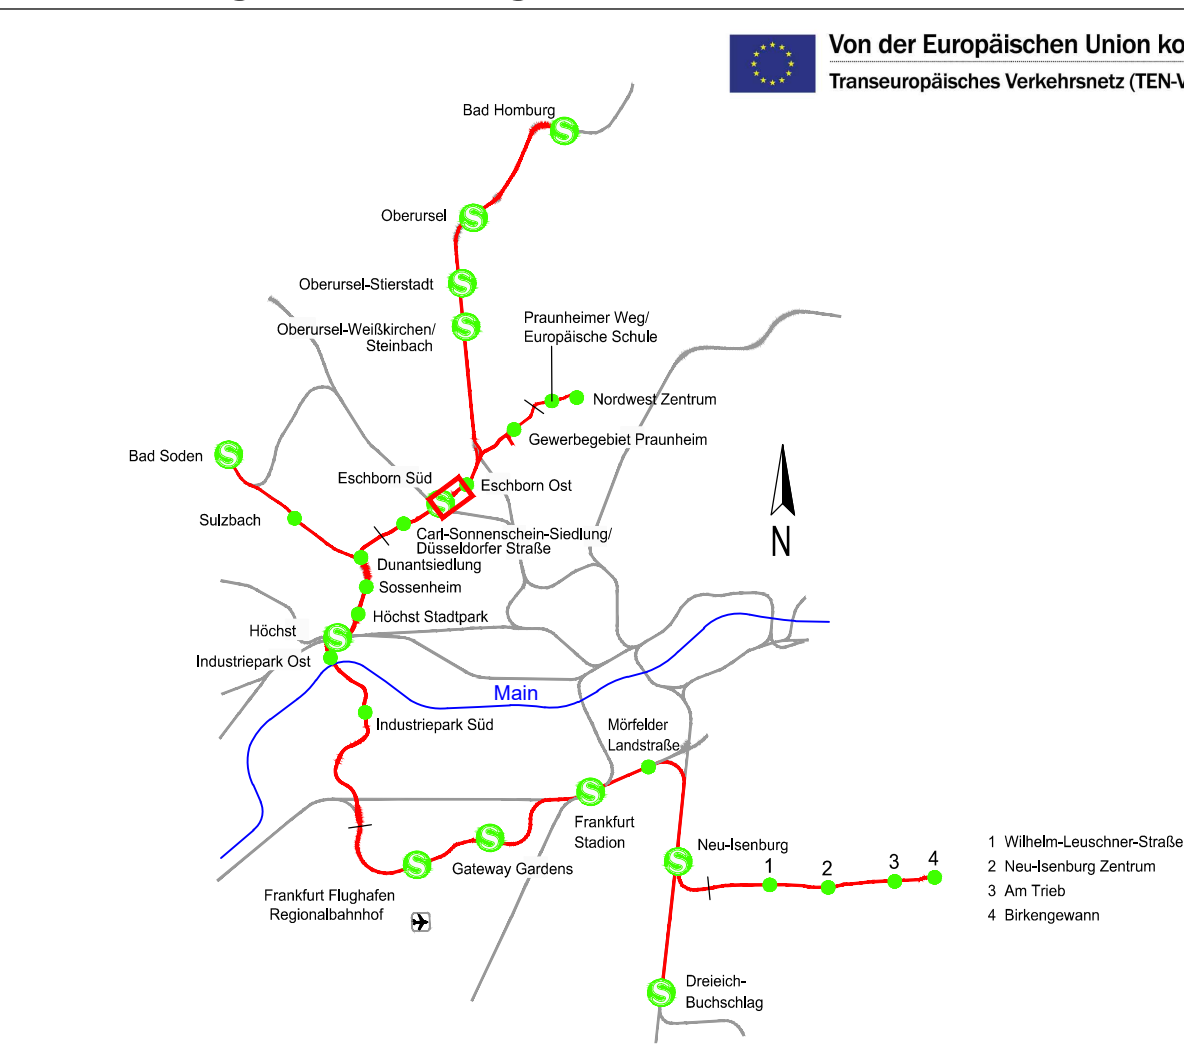 Von der Europäischen Union ko
Transeuropäisches Verkehrsnetz (TEN-V
Bad Homburg
Oberursel
Oberursel-Stierstadt
Oberursel-Weißkirchen/
Steinbach
Praunheimer Weg/
Europäische Schule
Nordwest Zentrum
Gewerbegebiet Praunheim
Bad Soden
Eschborn Süd
Eschborn Ost
Sulzbach
Carl-Sonnenschein-Siedlung/
Düsseldorfer Straße
Dunantsiedlung
Sossenheim
Höchst Stadtpark
Höchst
Industriepark Ost
N
Main
Industriepark Süd
Mörfelder
Landstraße
Frankfurt
Stadion
Gateway Gardens
Frankfurt Flughafen
Regionalbahnhof
Neu-Isenburg
1
2
3
4
1 Wilhelm-Leuschner-Straße
2 Neu-Isenburg Zentrum
3 Am Trieb
4 Birkengewann
Dreieich-
Buchschlag